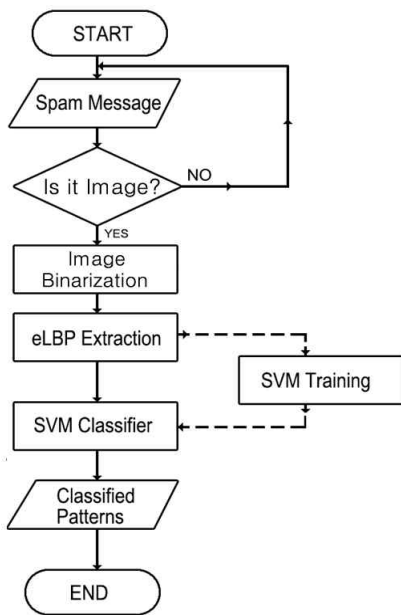 START
Spam Message
Is it Image?
NO
YES
Image
Binarization
eLBP Extraction
SVM Training
SVM Classifier
Classified
Patterns
END